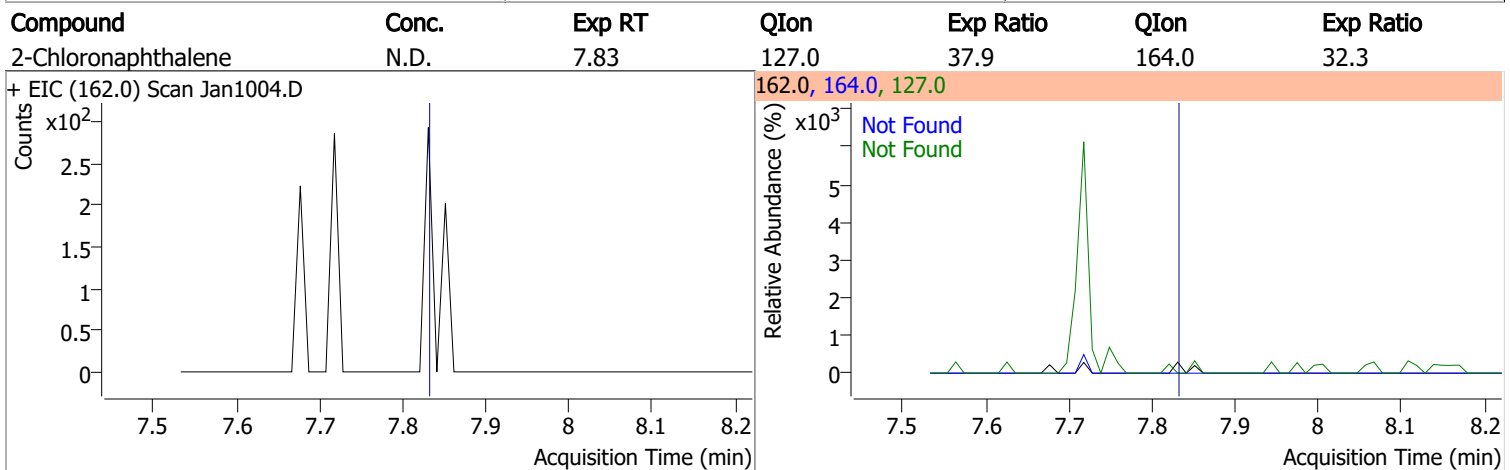 Compound Conc. Exp RT QIon Exp Ratio QIon Exp Ratio
2-Chloronaphthalene N.D. 7.83 127.0 37.9 164.0 32.3
+ EIC (162.0) Scan Jan1004.D
Counts
x10²
2.5
2
1.5
1
0.5
0
7.5 7.6 7.7 7.8 7.9 8 8.1 8.2
Acquisition Time (min)
162.0, 164.0, 127.0
Relative Abundance (%)
x10³
Not Found
Not Found
5
4
3
2
1
0
7.5 7.6 7.7 7.8 7.9 8 8.1 8.2
Acquisition Time (min)